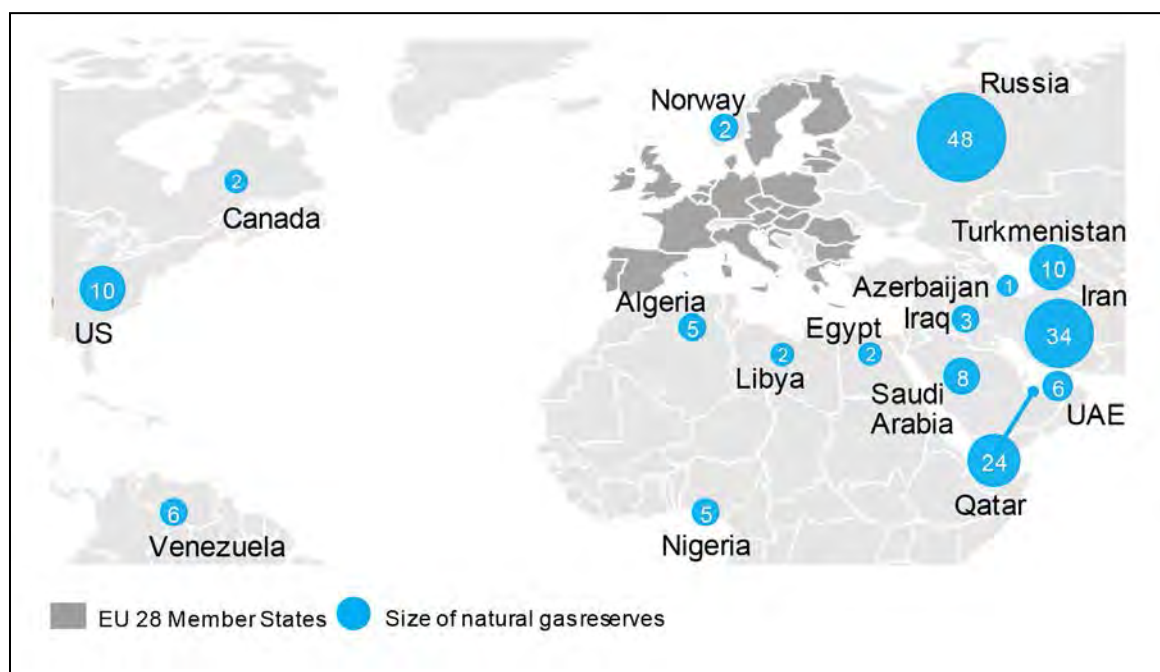 Norway
2
Russia
48
2
Canada
Turkmenistan
10
10
US
Azerbaijan
1
Iran
Algeria
5
Iraq
3
34
Egypt
2
2
Libya
Saudi
Arabia
8
6
UAE
24
Qatar
6
Venezuela
5
Nigeria
EU 28 Member States
Size of natural gas reserves